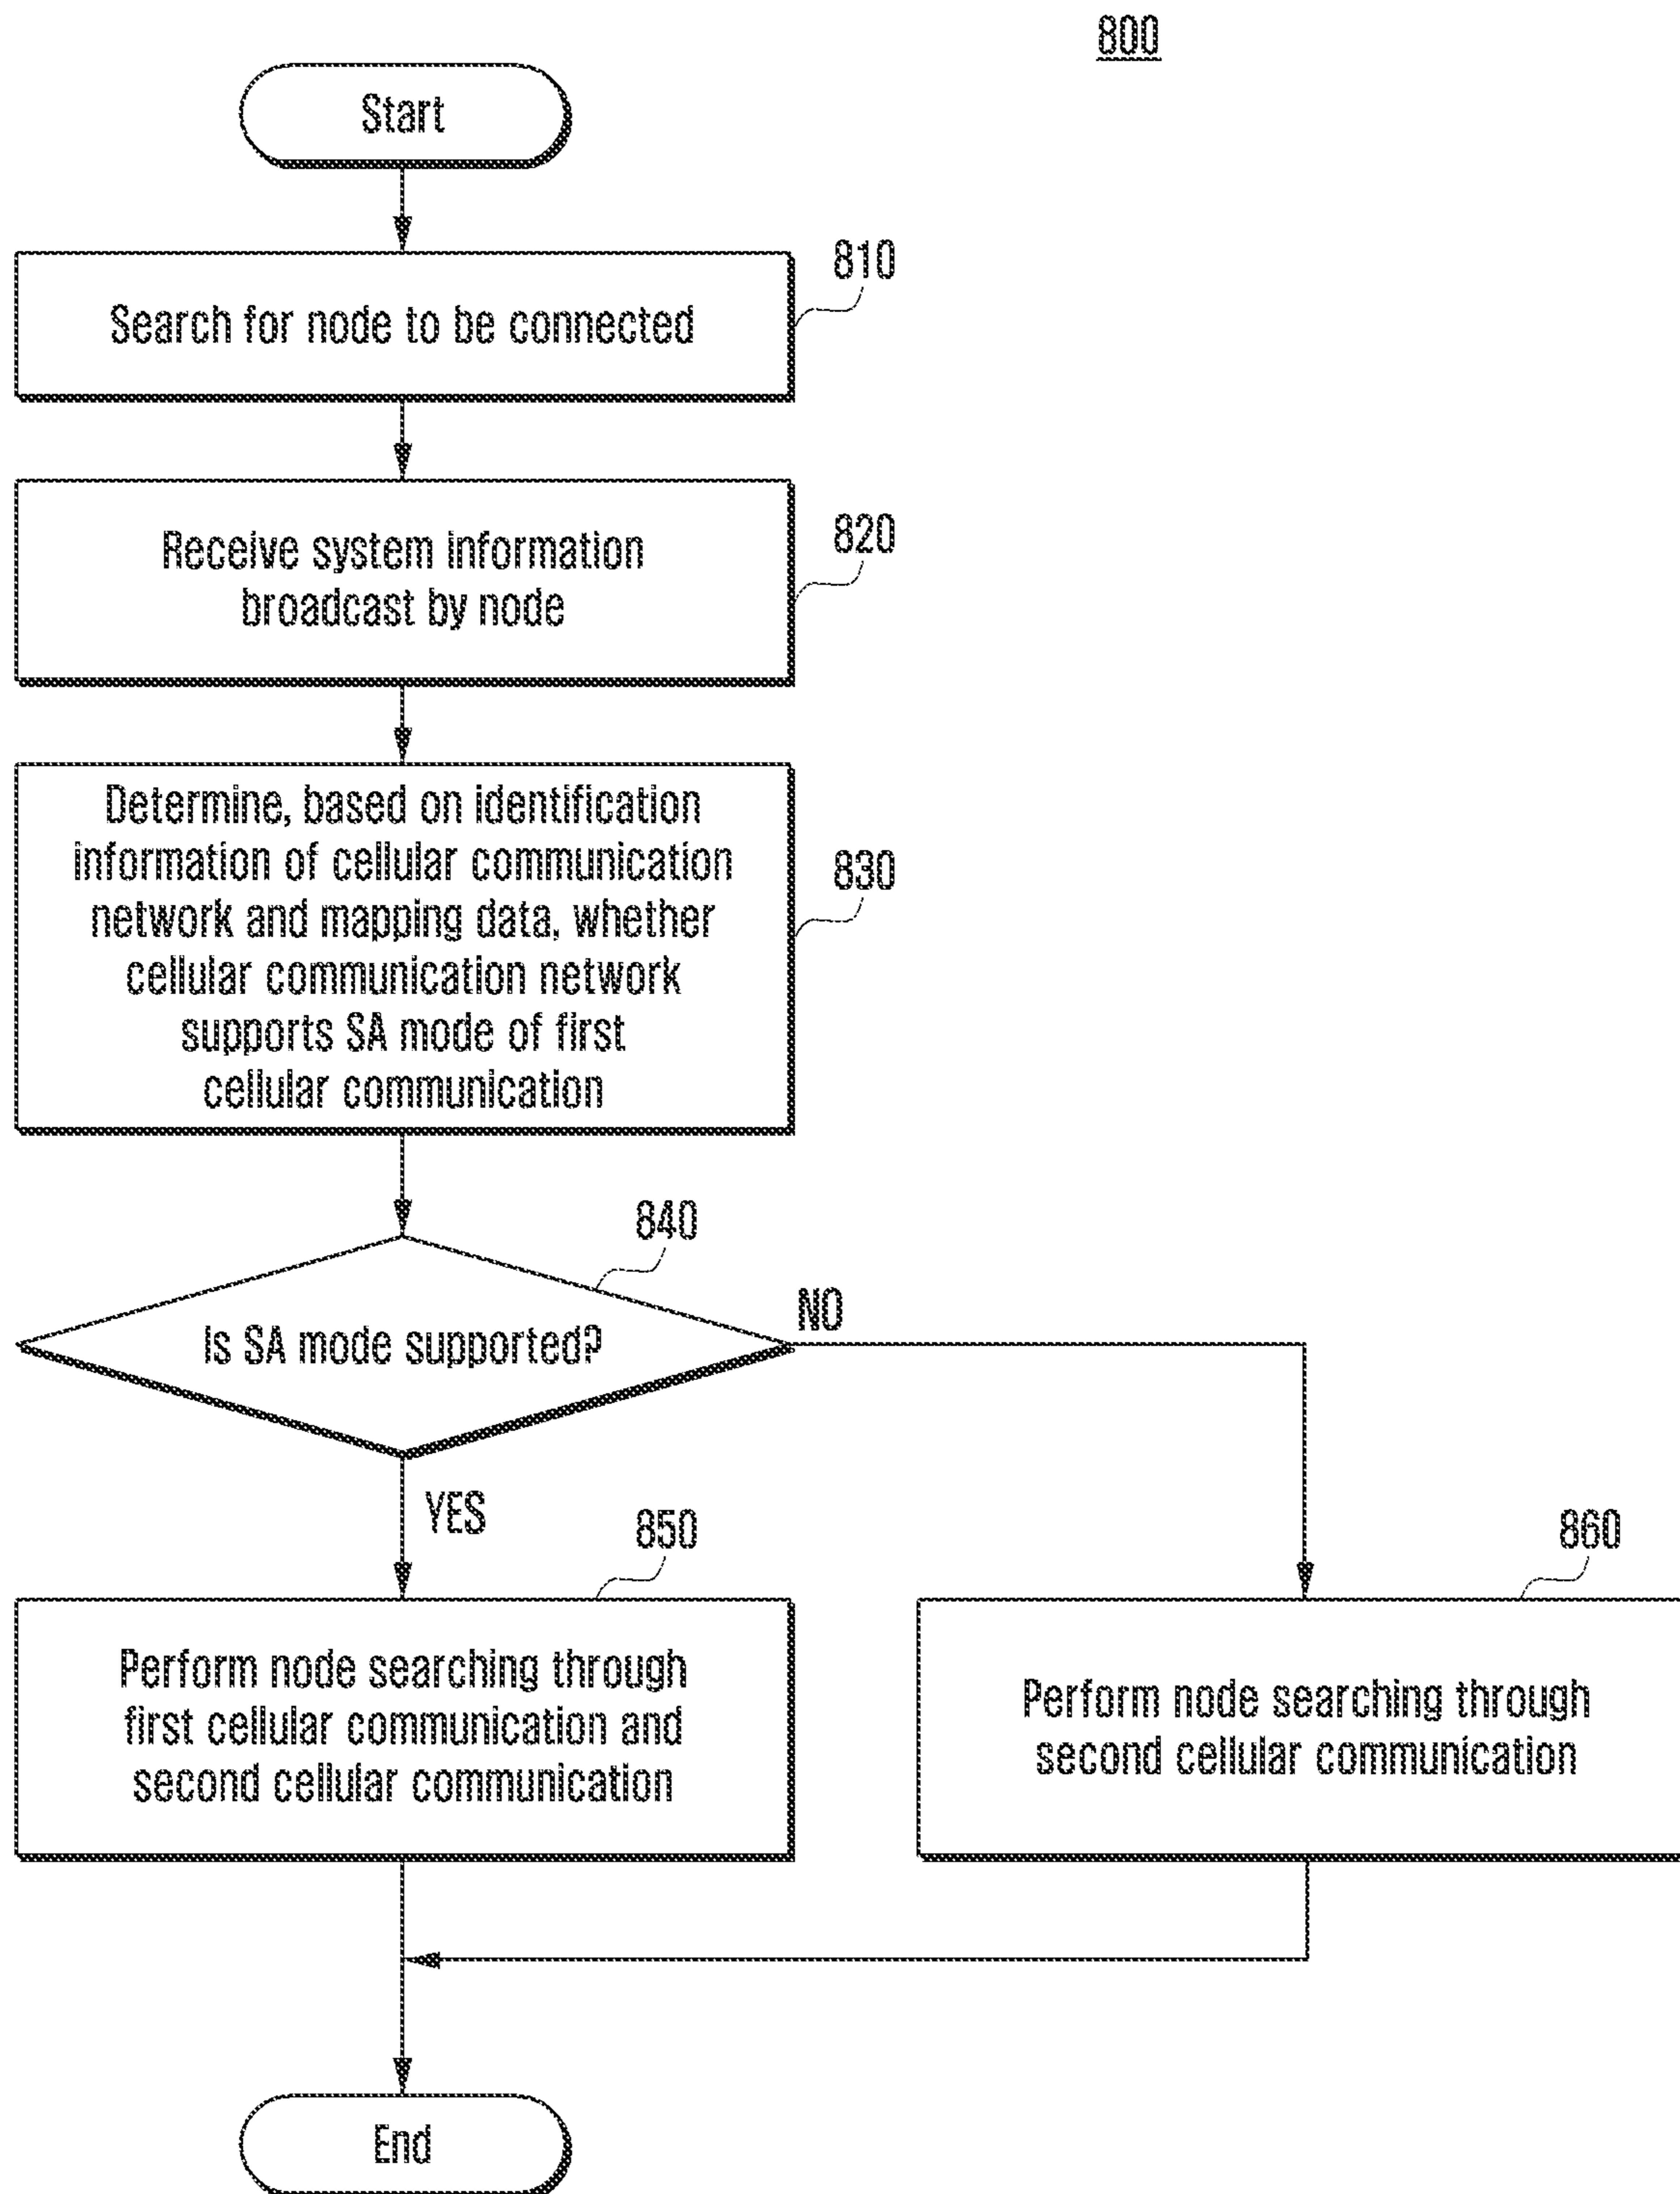 800
Start
810
Search for node to be connected
820
Receive system information
broadcast by node
830
Determine, based on identification
information of cellular communication
network and mapping data, whether
cellular communication network
supports SA mode of first
cellular communication
840
Is SA mode supported?
NO
YES
850
Perform node searching through
first cellular communication and
second cellular communication
860
Perform node searching through
second cellular communication
End